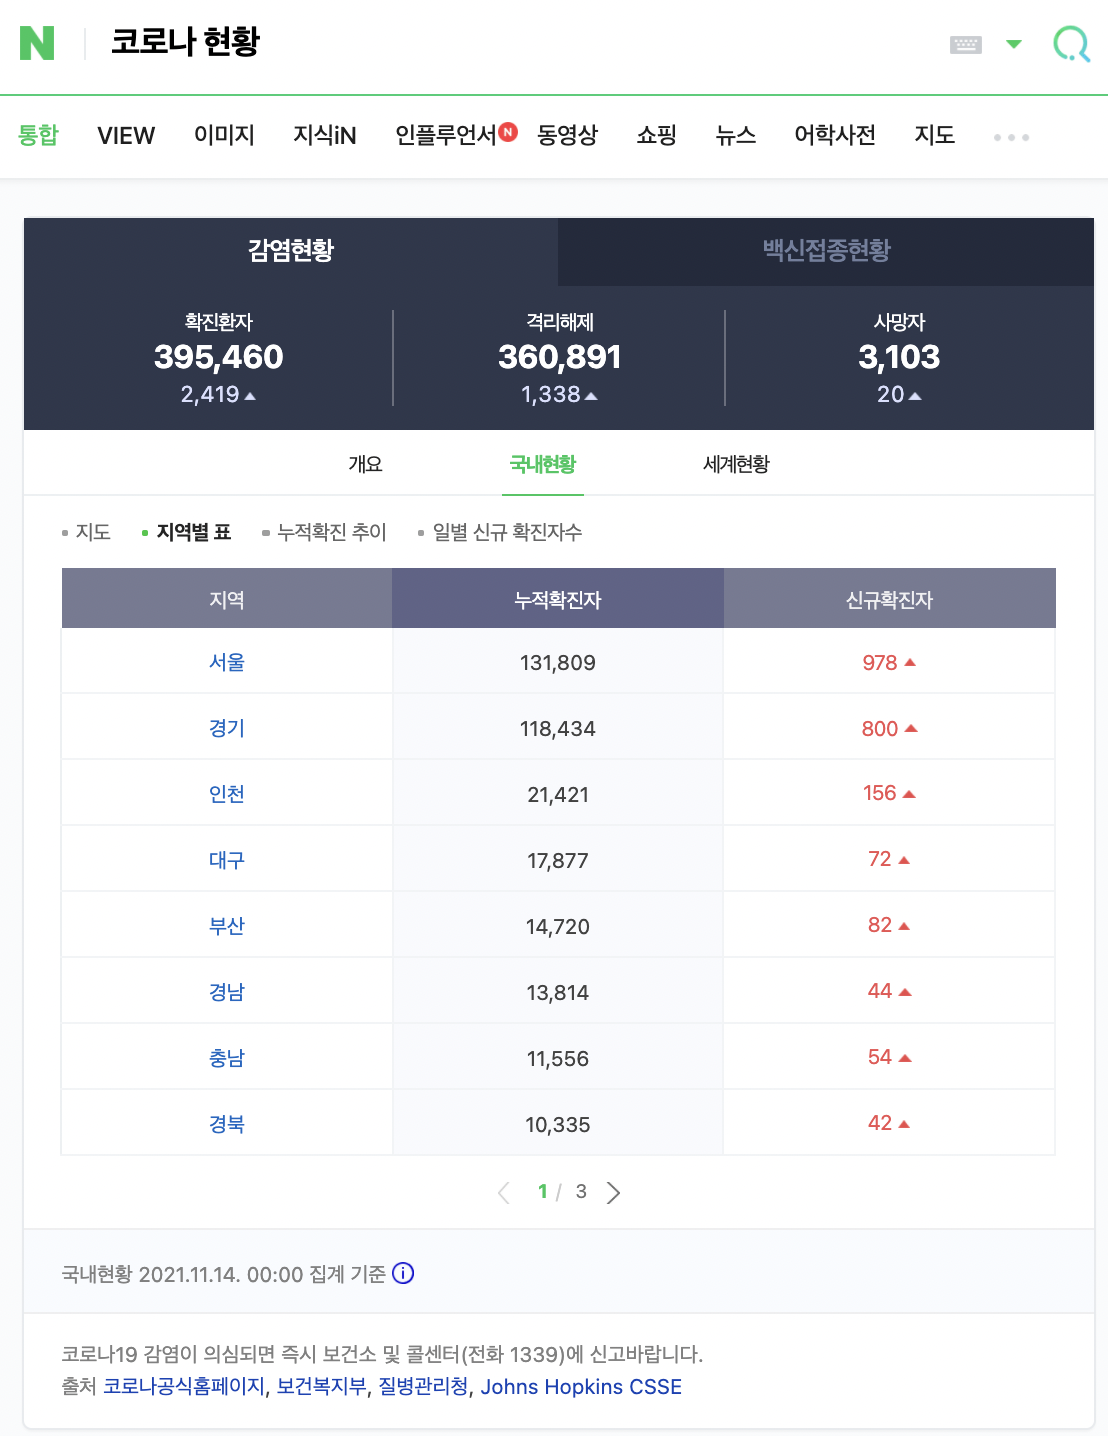 N 코로나 현황
통합 VIEW 이미지 지식iN 인플루언서 N 동영상 쇼핑 뉴스 어학사전 지도
감염현황 백신접종현황
확진환자 격리해제 사망자
395,460 360,891 3,103
2,419 ▲ 1,338 ▲ 20 ▲
개요 국내현황 세계현황
지도 지역별 표 누적확진 추이 일별 신규 확진자수
지역 누적확진자 신규확진자
서울 131,809 978 ▲
경기 118,434 800 ▲
인천 21,421 156 ▲
대구 17,877 72 ▲
부산 14,720 82 ▲
경남 13,814 44 ▲
충남 11,556 54 ▲
경북 10,335 42 ▲
1 / 3
국내현황 2021.11.14. 00:00 집계 기준
코로나19 감염이 의심되면 즉시 보건소 및 콜센터(전화 1339)에 신고바랍니다.
출처 코로나공식홈페이지, 보건복지부, 질병관리청, Johns Hopkins CSSE